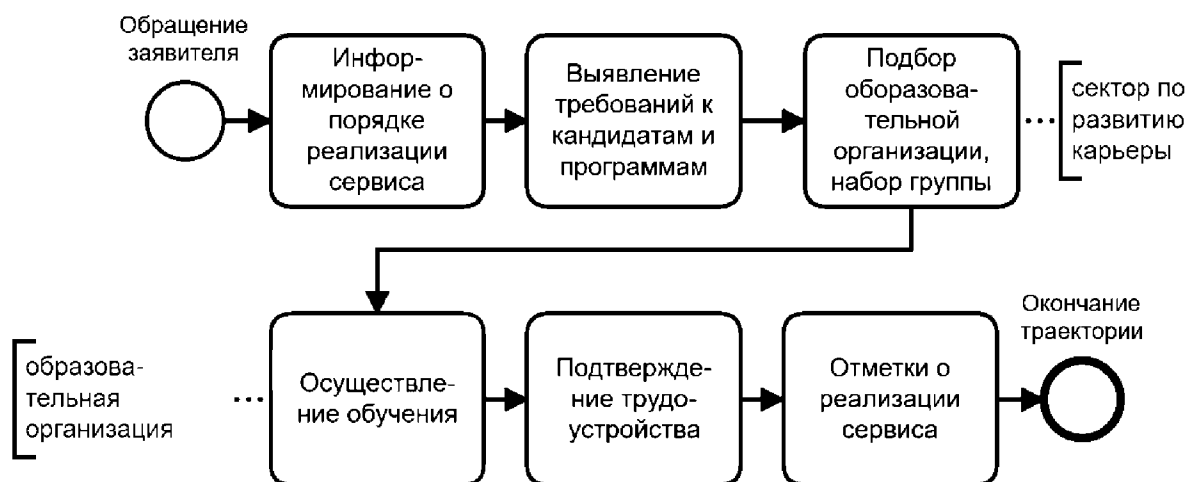 Обращение
заявителя
Инфор-
мирование о
порядке
реализации
сервиса
Выявление
требований к
кандидатам и
программам
Подбор
оборазова-
тельной
организации,
набор группы
сектор по
развитию
карьеры
образова-
тельная
организация
Осуществле-
ние обучения
Подтвержде-
ние трудо-
устройства
Отметки о
реализации
сервиса
Окончание
траектории